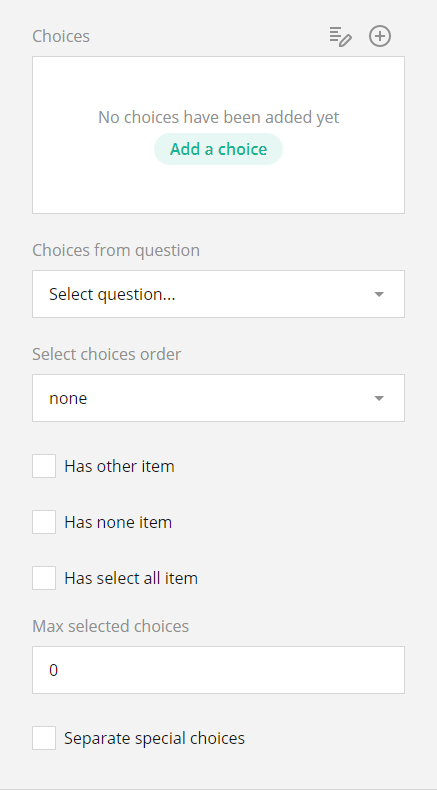 Choices
No choices have been added yet
Add a choice
Choices from question
Select question...
Select choices order
none
Has other item
Has none item
Has select all item
Max selected choices
0
Separate special choices